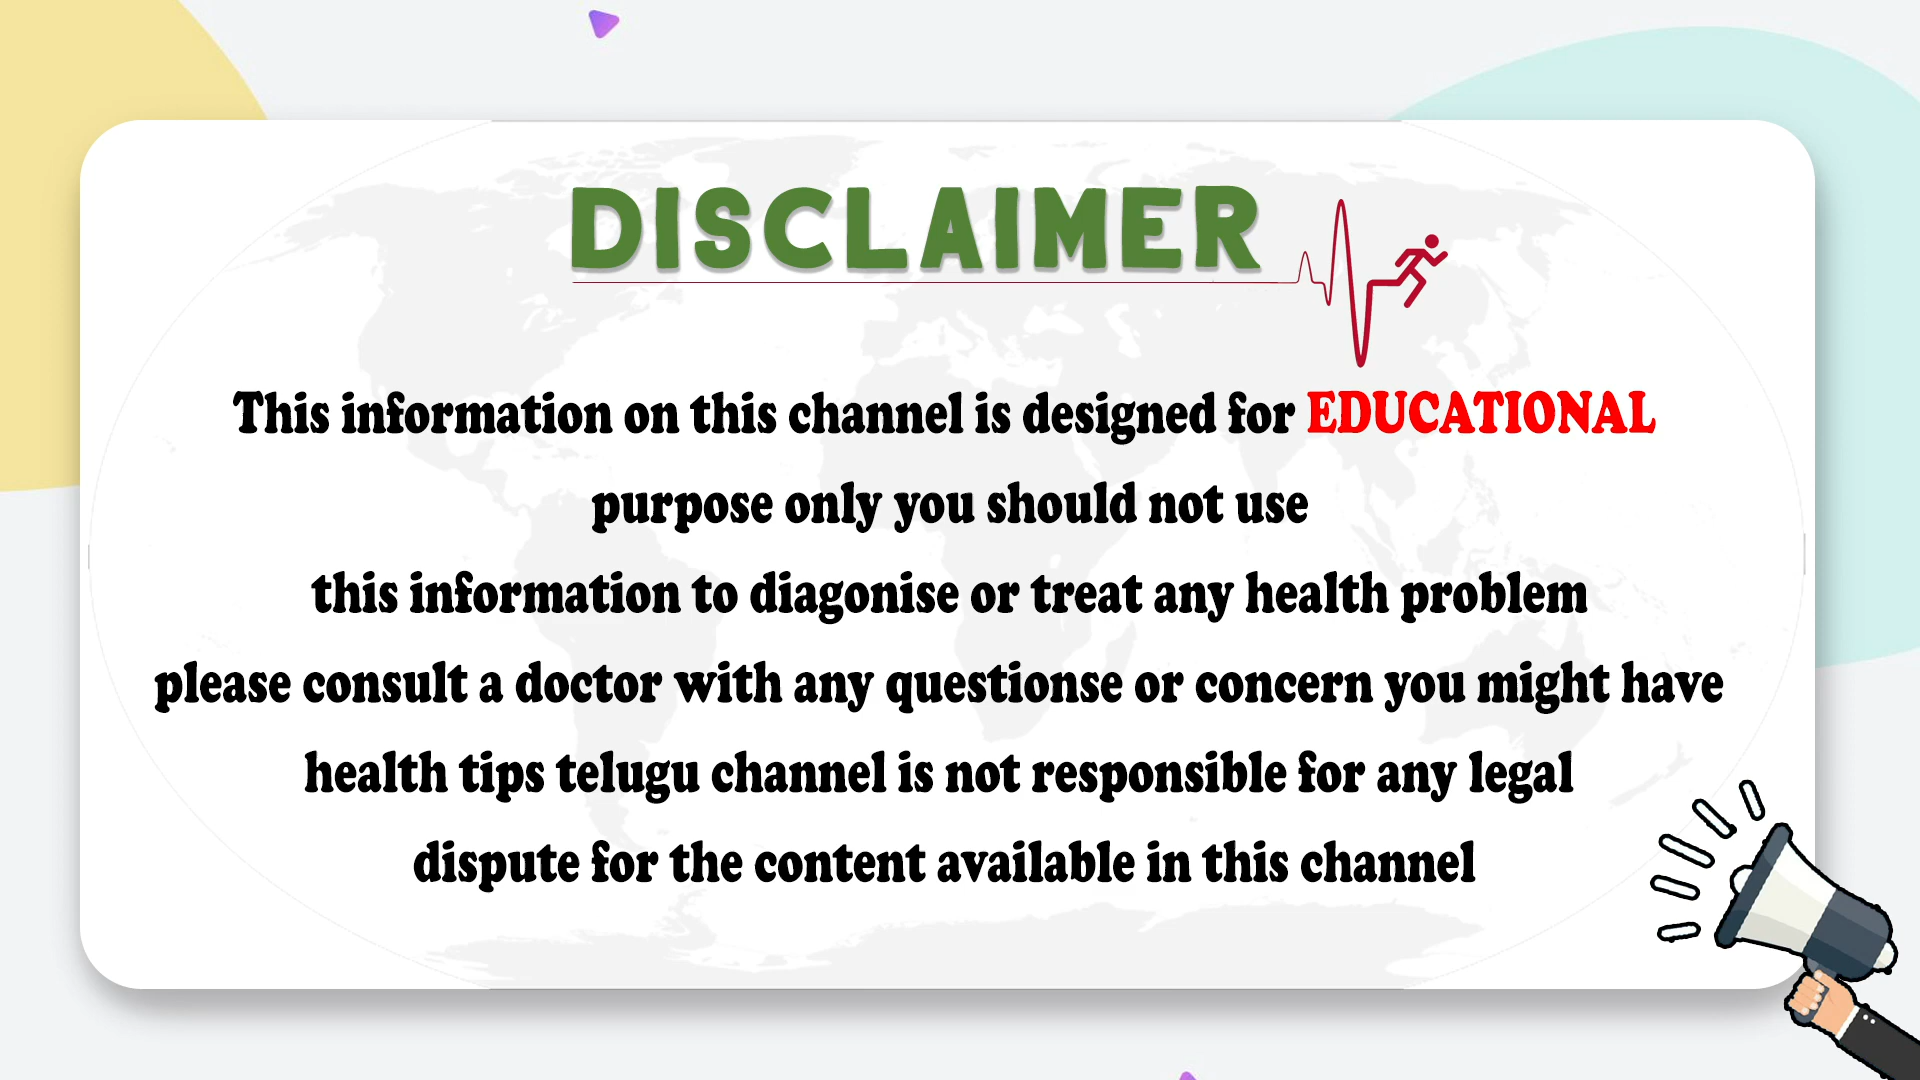 DISCLAIMER
This information on this channel is designed for EDUCATIONAL
purpose only you should not use
this information to diagonise or treat any health problem
please consult a doctor with any questionse or concern you might have
health tips telugu channel is not responsible for any legal
dispute for the content available in this channel